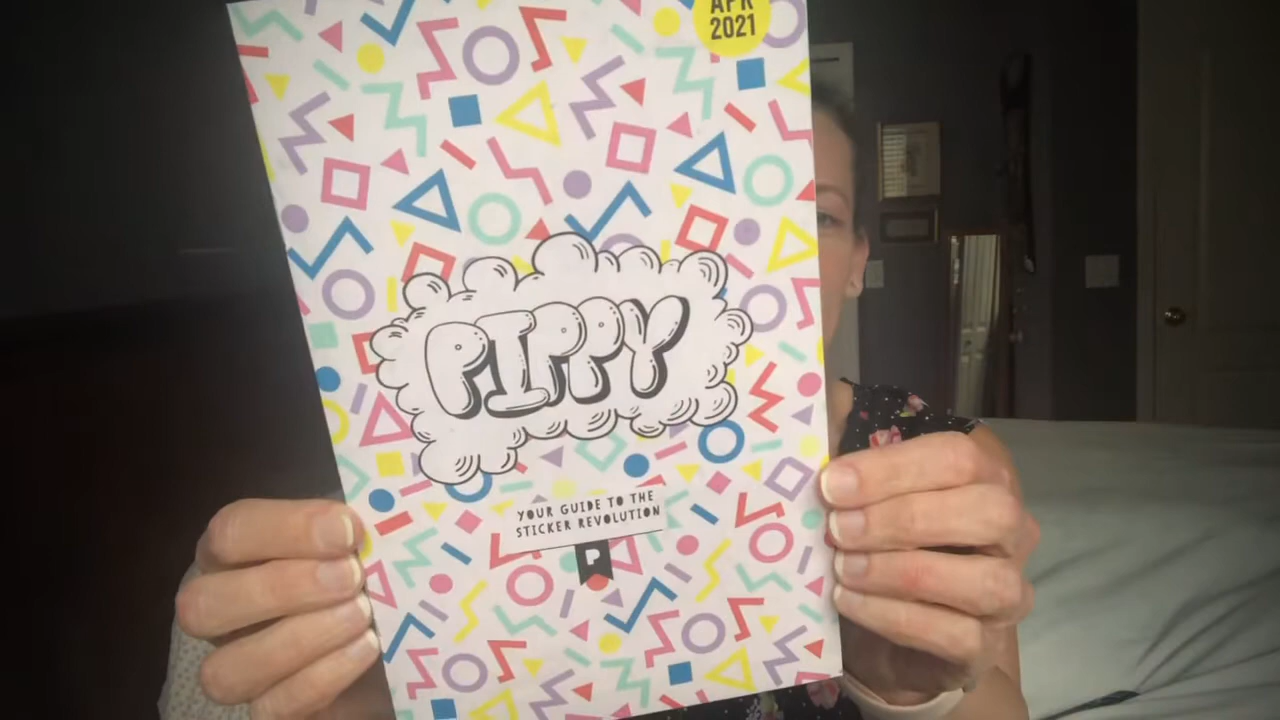 APR
2021
PIPPY
YOUR GUIDE TO THE
STICKER REVOLUTION
P